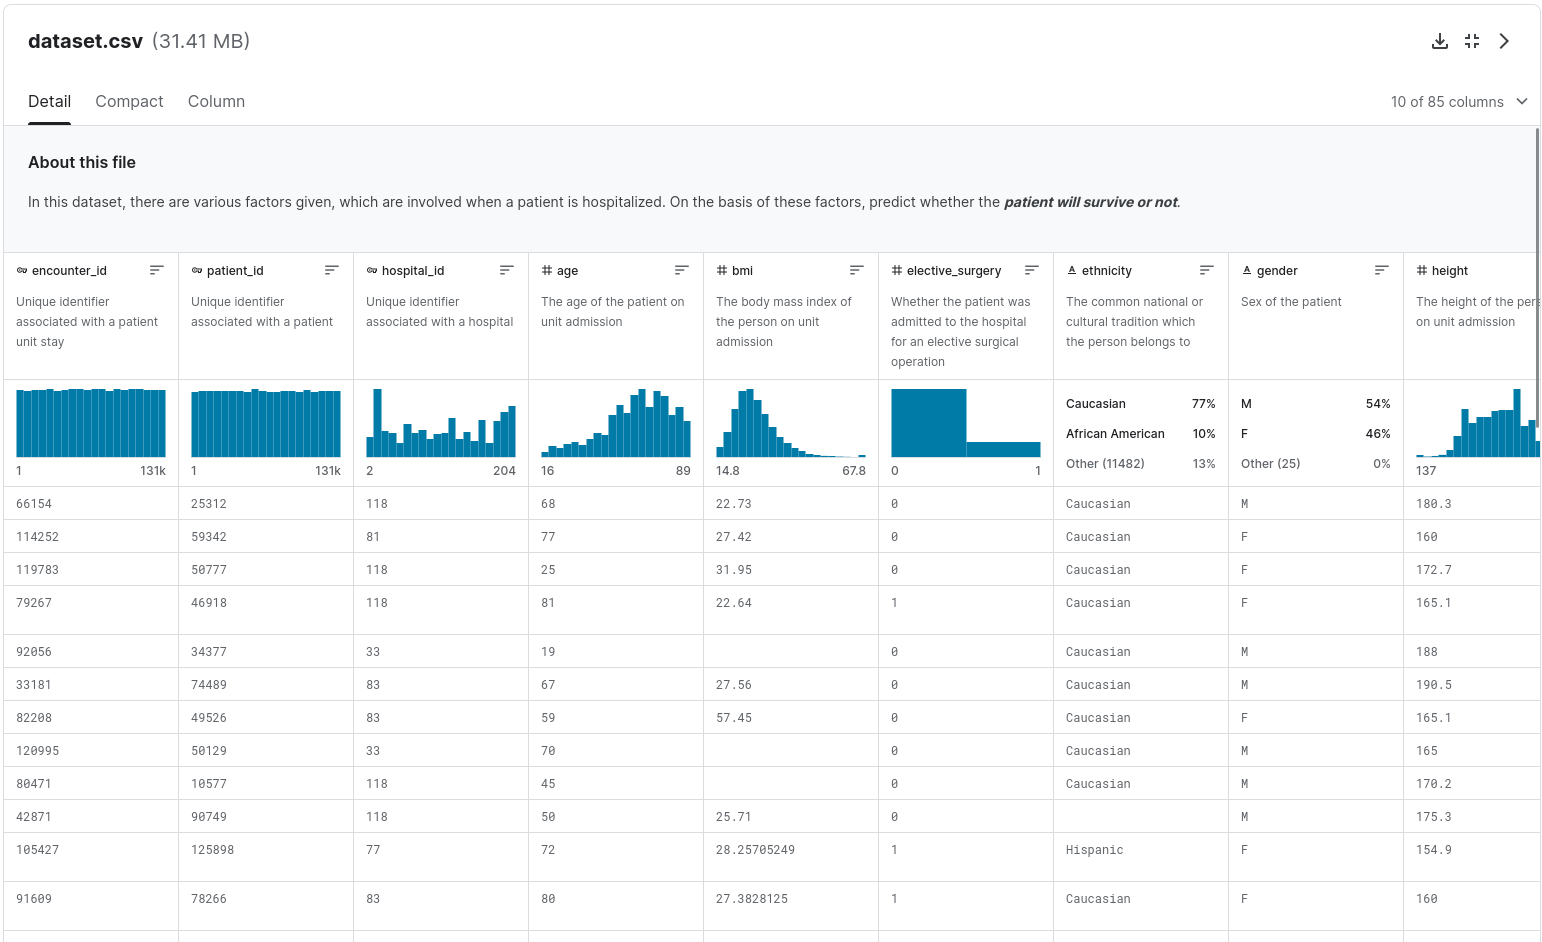 dataset.csv (31.41 MB)
Detail Compact Column 10 of 85 columns
About this file
In this dataset, there are various factors given, which are involved when a patient is hospitalized. On the basis of these factors, predict whether the patient will survive or not.
encounter_id patient_id hospital_id age bmi elective_surgery ethnicity gender height
Unique identifier Unique identifier Unique identifier The age of the patient on The body mass index of Whether the patient was The common national or Sex of the patient The height of the
associated with a patient associated with a patient associated with a hospital unit admission the person on unit admitted to the hospital cultural tradition which on unit admission
unit stay admission for an elective surgical the person belongs to
operation
Caucasian 77% M 54%
African American 10% F 46%
Other (11482) 13% Other (25) 0%
1 131k 1 131k 2 204 16 89 14.8 67.8 0 1 137
66154 25312 118 68 22.73 0 Caucasian M 180.3
114252 59342 81 77 27.42 0 Caucasian F 160
119783 50777 118 25 31.95 0 Caucasian F 172.7
79267 46918 118 81 22.64 1 Caucasian F 165.1
92056 34377 33 19 0 Caucasian M 188
33181 74489 83 67 27.56 0 Caucasian M 190.5
82208 49526 83 59 57.45 0 Caucasian F 165.1
120995 50129 33 70 0 Caucasian M 165
80471 10577 118 45 0 Caucasian M 170.2
42871 90749 118 50 25.71 0 M 175.3
105427 125898 77 72 28.25705249 1 Hispanic F 154.9
91609 78266 83 80 27.3828125 1 Caucasian F 160